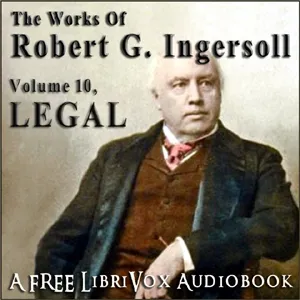 The Works Of
Robert G. Ingersoll
Volume 10,
LEGAL
A FREE LIBRIVOX AUDIOBOOK